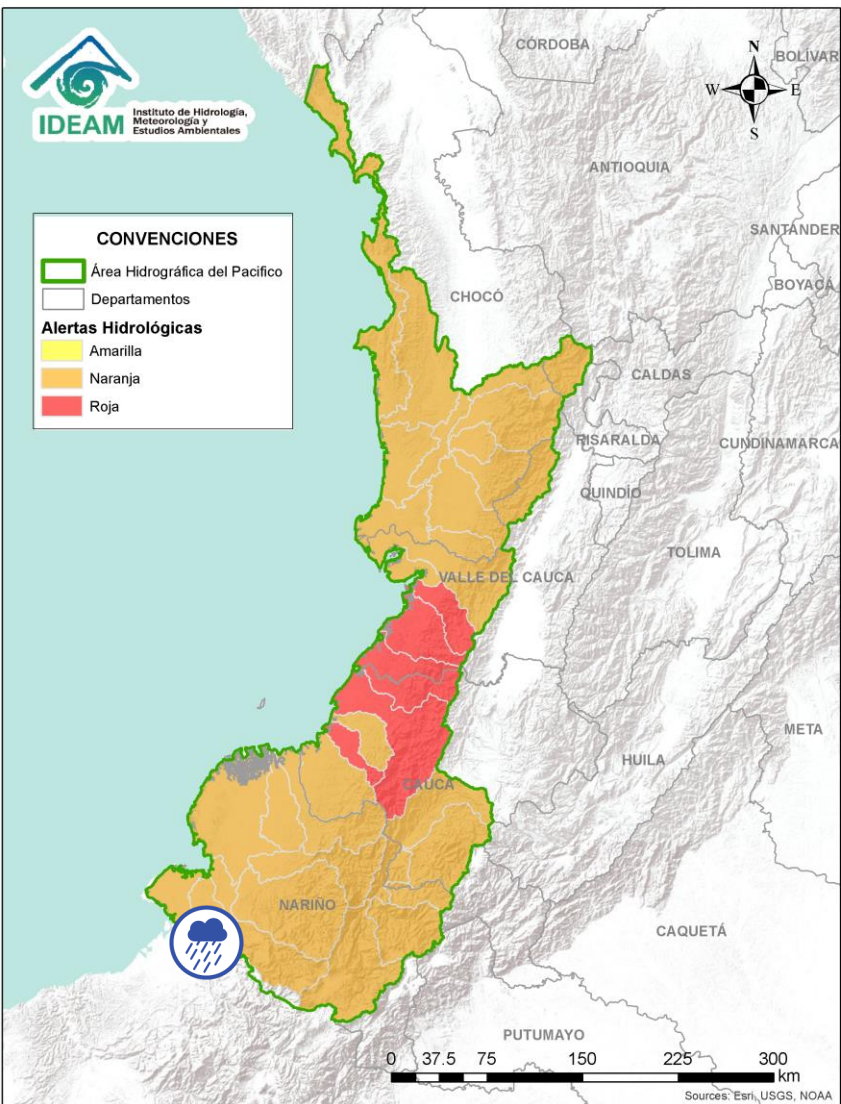 IDEAM
Instituto de Hidrología,
Meteorología y
Estudios Ambientales
CÓRDOBA
N
BOLÍVAR
W
E
S
ANTIOQUIA
CONVENCIONES
Área Hidrográfica del Pacifico
Departamentos
Alertas Hidrológicas
Amarilla
Naranja
Roja
SANTANDER
BOYACÁ
CHOCÓ
CALDAS
RISARALDA
CUNDINAMARCA
QUINDÍO
TOLIMA
VALLE DEL CAUCA
META
HUILA
CAUCA
NARIÑO
CAQUETÁ
PUTUMAYO
0 37.5 75 150 225 300
km
Sources: Esri, USGS, NOAA